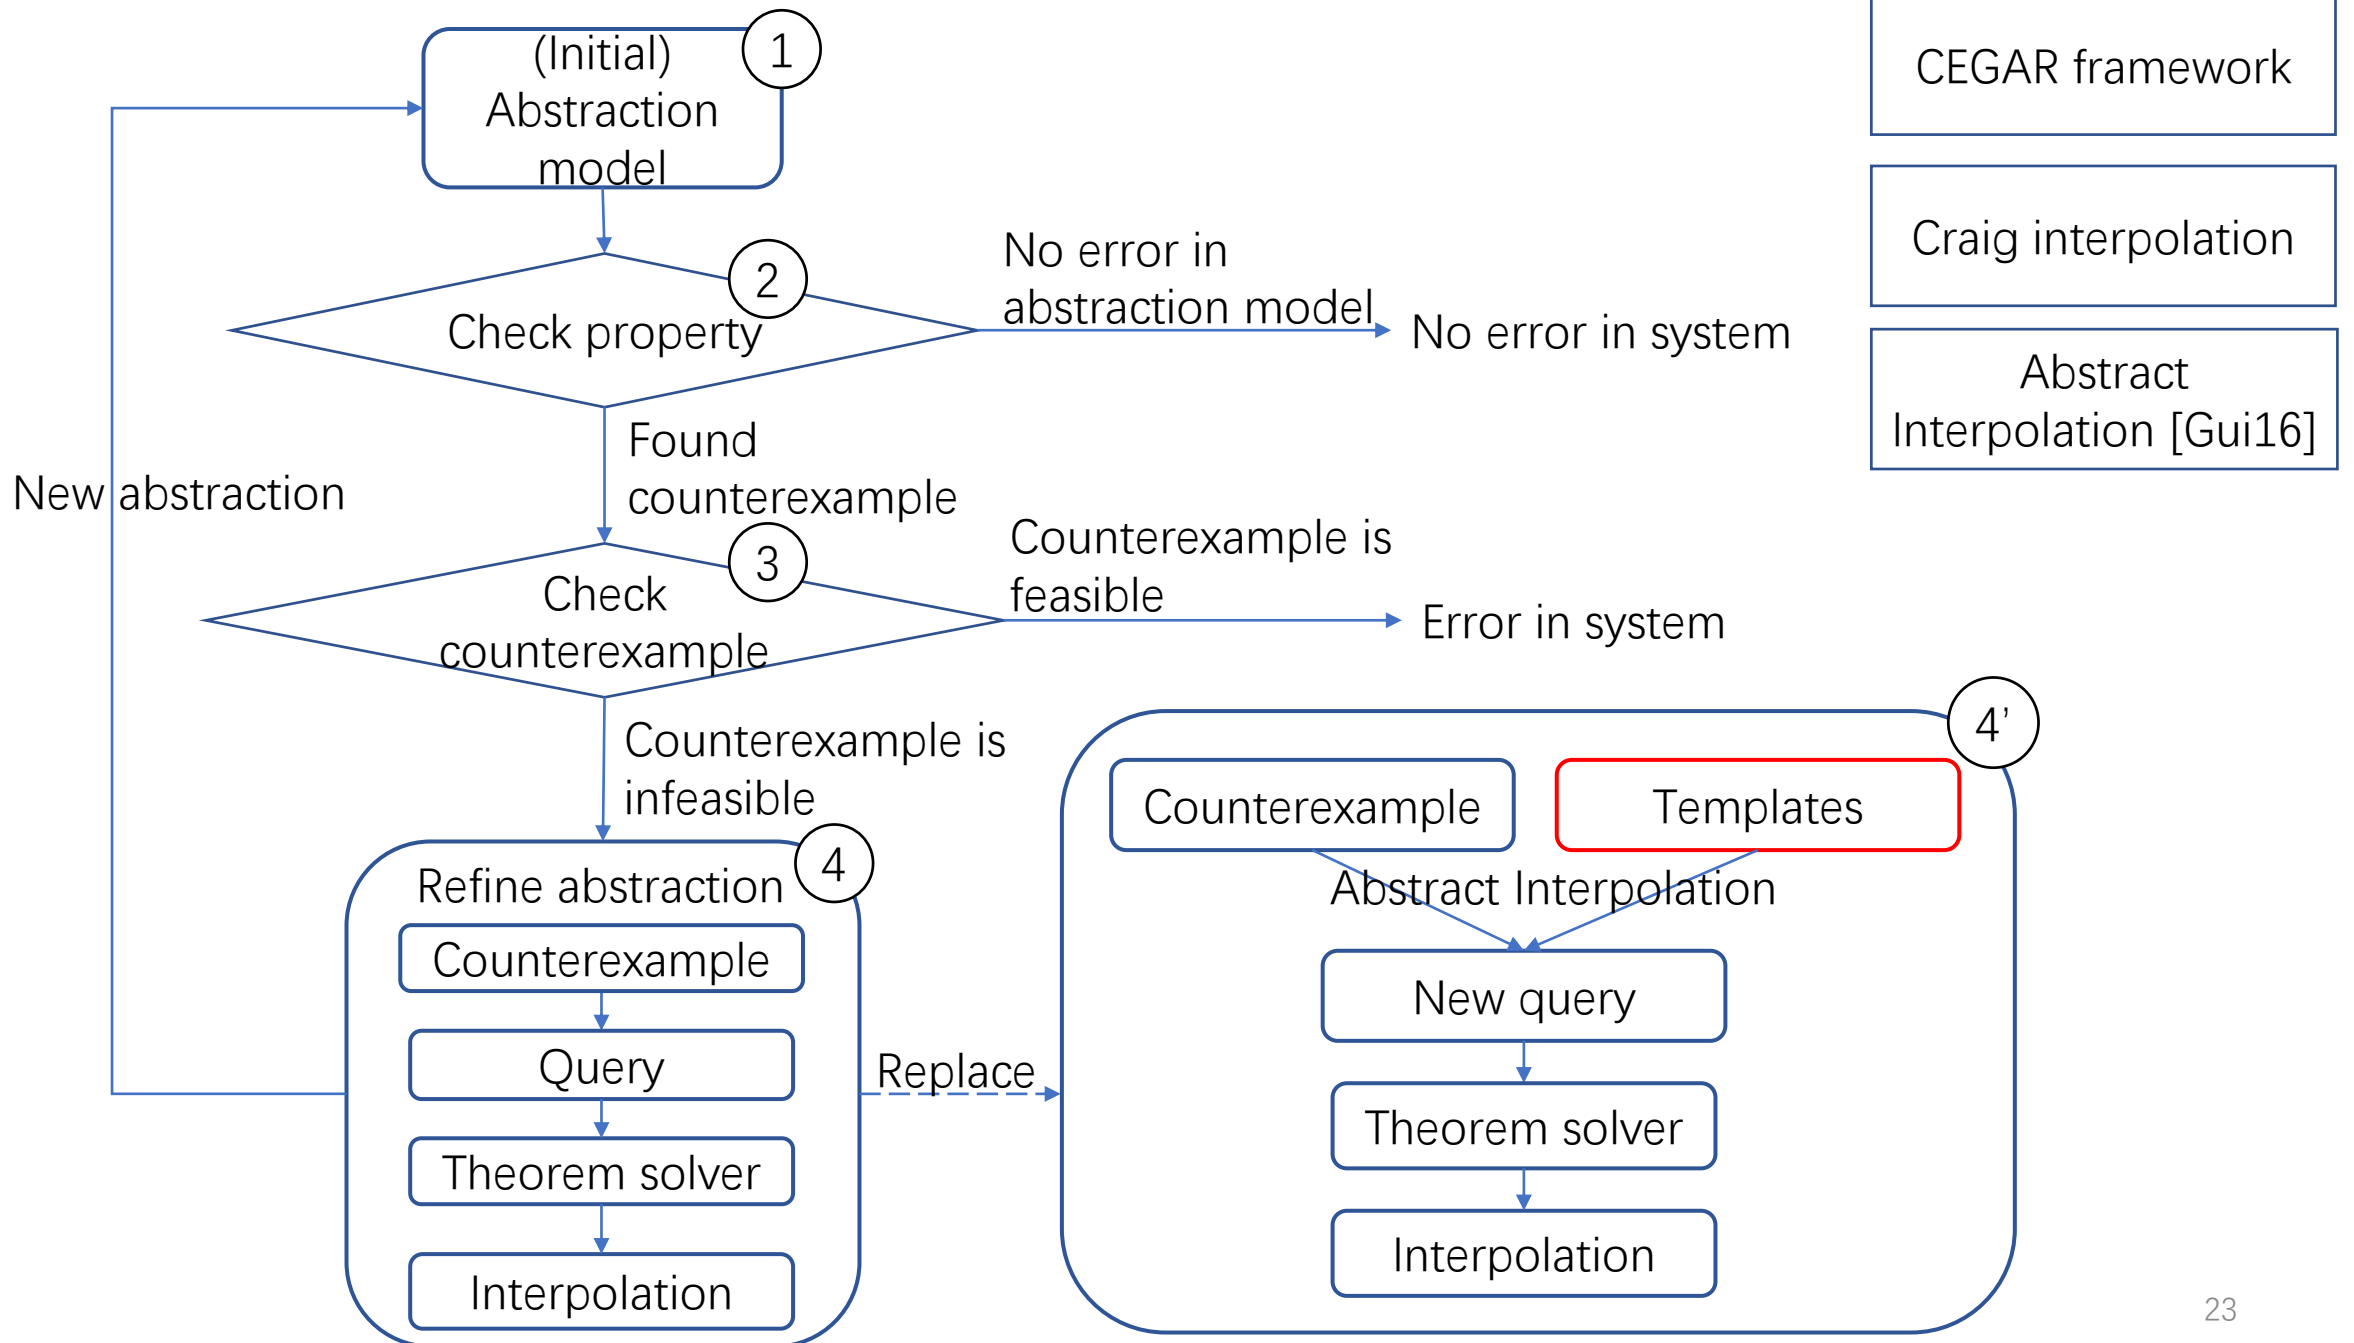 (Initial)
Abstraction
model
1
CEGAR framework
Craig interpolation
Abstract
Interpolation [Gui16]
2
Check property
No error in
abstraction model
No error in system
Found
counterexample
New abstraction
3
Check
counterexample
Counterexample is
feasible
Error in system
Counterexample is
infeasible
4
Refine abstraction
Counterexample
Query
Theorem solver
Interpolation
Replace
4’
Counterexample
Templates
Abstract Interpolation
New query
Theorem solver
Interpolation
23